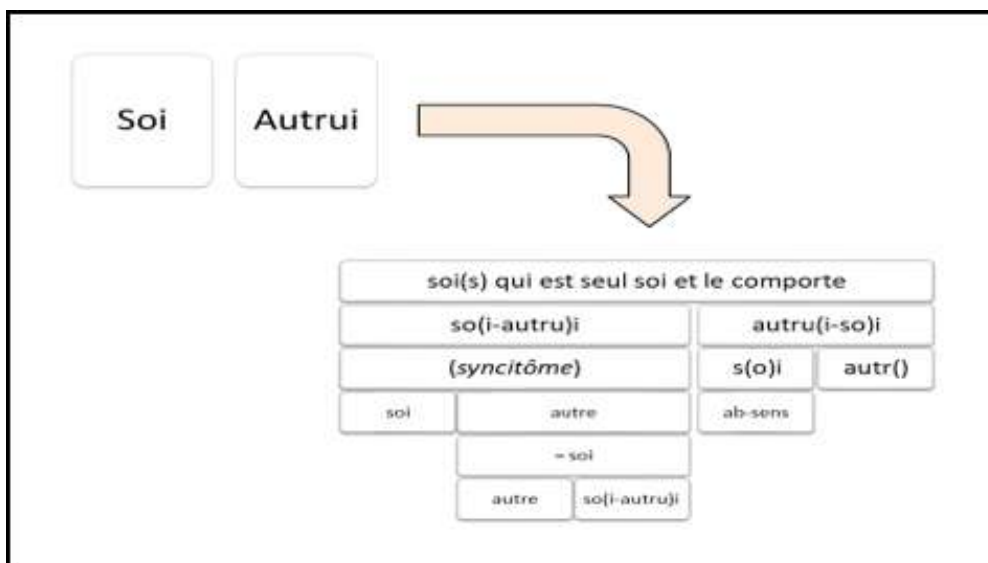 Soi Autrui
soi(s) qui est seul soi et le comporte
so(i-autru)i autru(i-so)i
(syncitôme) s(o)i autr()
soi autre ab-sens
= soi
autre so(i-autru)i